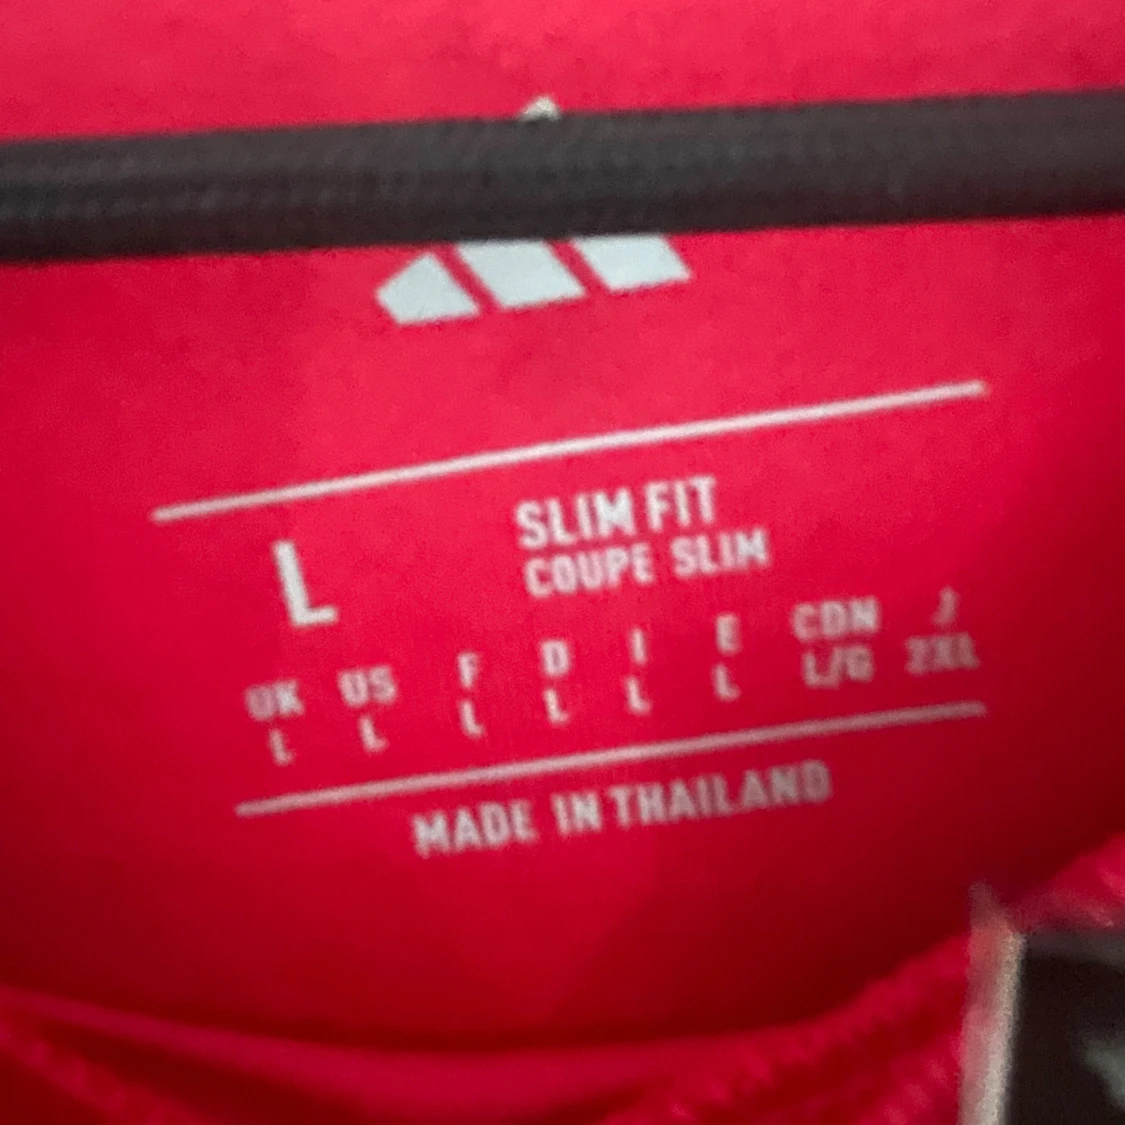 L
SLIM FIT
COUPE SLIM
UK US F D I E CDN J
L L L L L L L/G 2XL
MADE IN THAILAND